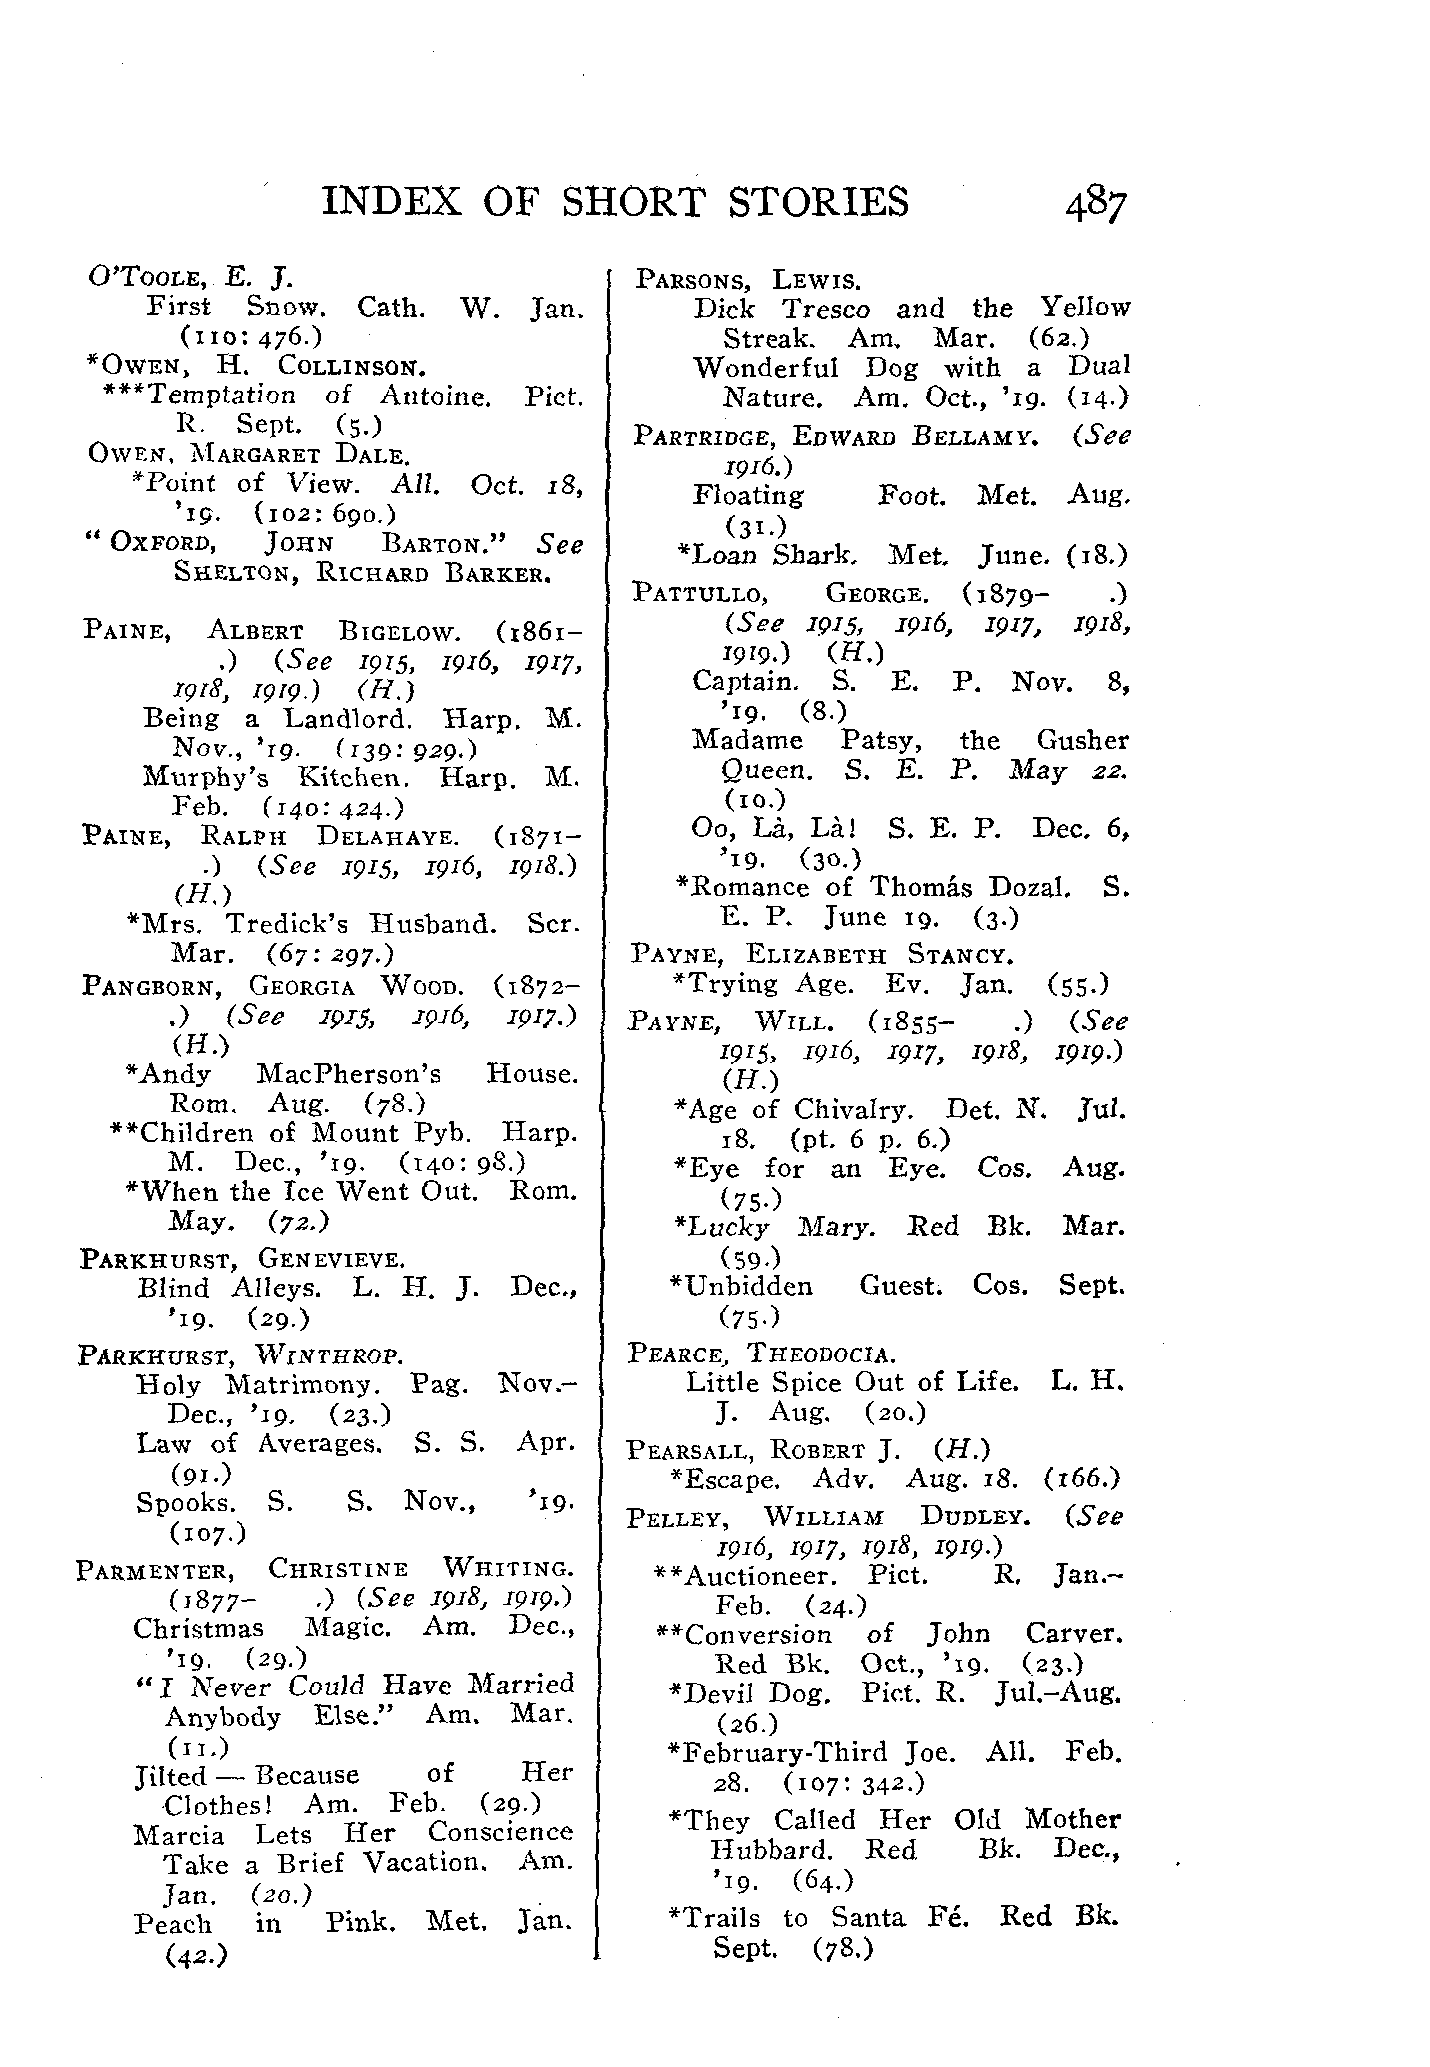 INDEX OF SHORT STORIES 487
O'TOOLE, E. J.
First Snow. Cath. W. Jan.
(110: 476.)
*OWEN, H. COLLINSON.
***Temptation of Antoine. Pict.
R. Sept. (5.)
OWEN, MARGARET DALE.
*Point of View. All. Oct. 18,
'19. (102: 690.)
"OXFORD, JOHN BARTON." See
SHELTON, RICHARD BARKER.
PAINE, ALBERT BIGELOW. (1861–
.) (See 1915, 1916, 1917,
1918, 1919.) (H.)
Being a Landlord. Harp. M.
Nov., '19. (139: 929.)
Murphy's Kitchen. Harp. M.
Feb. (140: 424.)
PAINE, RALPH DELAHAYE. (1871–
.) (See 1915, 1916, 1918.)
(H.)
*Mrs. Tredick's Husband. Scr.
Mar. (67: 297.)
PANGBORN, GEORGIA WOOD. (1872–
.) (See 1915, 1916, 1917.)
(H.)
*Andy MacPherson's House.
Rom. Aug. (78.)
**Children of Mount Pyb. Harp.
M. Dec., '19. (140: 98.)
*When the Ice Went Out. Rom.
May. (72.)
PARKHURST, GENEVIEVE.
Blind Alleys. L. H. J. Dec.,
'19. (29.)
PARKHURST, WINTHROP.
Holy Matrimony. Pag. Nov.–
Dec., '19. (23.)
Law of Averages. S. S. Apr.
(91.)
Spooks. S. S. Nov., '19.
(107.)
PARMENTER, CHRISTINE WHITING.
(1877– .) (See 1918, 1919.)
Christmas Magic. Am. Dec.,
'19. (29.)
"I Never Could Have Married
Anybody Else." Am. Mar.
(11.)
Jilted — Because of Her
Clothes! Am. Feb. (29.)
Marcia Lets Her Conscience
Take a Brief Vacation. Am.
Jan. (20.)
Peach in Pink. Met. Jan.
(42.)
PARSONS, LEWIS.
Dick Tresco and the Yellow
Streak. Am. Mar. (62.)
Wonderful Dog with a Dual
Nature. Am. Oct., '19. (14.)
PARTRIDGE, EDWARD BELLAMY. (See
1916.)
Floating Foot. Met. Aug.
(31.)
*Loan Shark. Met. June. (18.)
PATTULLO, GEORGE. (1879– .)
(See 1915, 1916, 1917, 1918,
1919.) (H.)
Captain. S. E. P. Nov. 8,
'19. (8.)
Madame Patsy, the Gusher
Queen. S. E. P. May 22.
(10.)
Oo, Là, Là! S. E. P. Dec. 6,
'19. (30.)
*Romance of Thomás Dozal. S.
E. P. June 19. (3.)
PAYNE, ELIZABETH STANCY.
*Trying Age. Ev. Jan. (55.)
PAYNE, WILL. (1855– .) (See
1915, 1916, 1917, 1918, 1919.)
(H.)
*Age of Chivalry. Det. N. Jul.
18. (pt. 6 p. 6.)
*Eye for an Eye. Cos. Aug.
(75.)
*Lucky Mary. Red Bk. Mar.
(59.)
*Unbidden Guest. Cos. Sept.
(75.)
PEARCE, THEODOCIA.
Little Spice Out of Life. L. H.
J. Aug. (20.)
PEARSALL, ROBERT J. (H.)
*Escape. Adv. Aug. 18. (166.)
PELLEY, WILLIAM DUDLEY. (See
1916, 1917, 1918, 1919.)
**Auctioneer. Pict. R. Jan.–
Feb. (24.)
**Conversion of John Carver.
Red Bk. Oct., '19. (23.)
*Devil Dog. Pict. R. Jul.–Aug.
(26.)
*February-Third Joe. All. Feb.
28. (107: 342.)
*They Called Her Old Mother
Hubbard. Red Bk. Dec.,
'19. (64.)
*Trails to Santa Fé. Red Bk.
Sept. (78.)